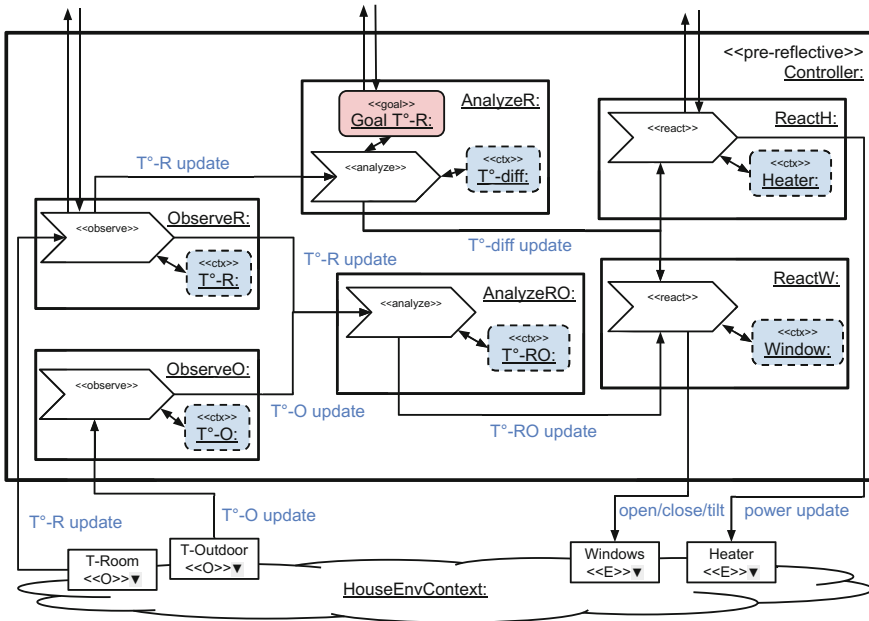 <<pre-reflective>>
Controller:
<<goal>>
Goal T°-R:
AnalyzeR:
<<analyze>>
<<ctx>>
T°-diff:
ReactH:
<<react>>
<<ctx>>
Heater:
T°-R update
ObserveR:
<<observe>>
<<ctx>>
T°-R:
T°-diff update
T°-R update
AnalyzeRO:
<<analyze>>
<<ctx>>
T°-RO:
ReactW:
<<react>>
<<ctx>>
Window:
ObserveO:
<<observe>>
<<ctx>>
T°-O:
T°-O update
T°-RO update
T°-R update
T°-O update
open/close/tilt
power update
T-Room
<<O>>▼
T-Outdoor
<<O>>▼
Windows
<<E>>▼
Heater
<<E>>▼
HouseEnvContext: